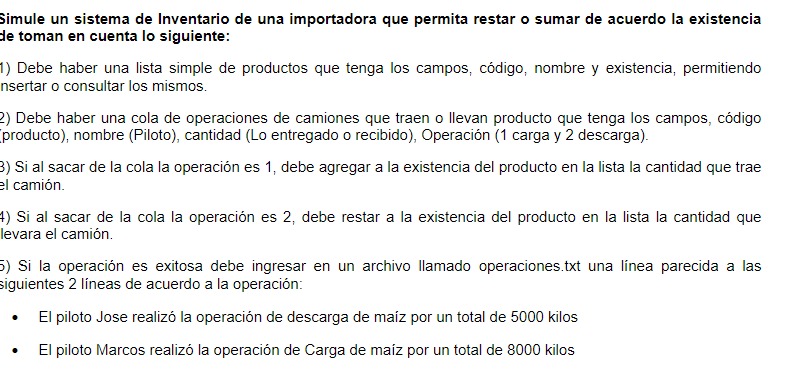 Simule un sistema de Inventario de una importadora que permita restar o sumar de acuerdo la existencia
de toman en cuenta lo siguiente:
1) Debe haber una lista simple de productos que tenga los campos, código, nombre y existencia, permitiendo
nsertar o consultar los mismos.
2) Debe haber una cola de operaciones de camiones que traen o llevan producto que tenga los campos, código
(producto), nombre (Piloto), cantidad (Lo entregado o recibido), Operación (1 carga y 2 descarga).
3) Si al sacar de la cola la operación es 1, debe agregar a la existencia del producto en la lista la cantidad que trae
el camión.
4) Si al sacar de la cola la operación es 2, debe restar a la existencia del producto en la lista la cantidad que
levara el camión.
5) Si la operación es exitosa debe ingresar en un archivo llamado operaciones.txt una línea parecida a las
siguientes 2 líneas de acuerdo a la operación:
• El piloto Jose realizó la operación de descarga de maíz por un total de 5000 kilos
• El piloto Marcos realizó la operación de Carga de maíz por un total de 8000 kilos